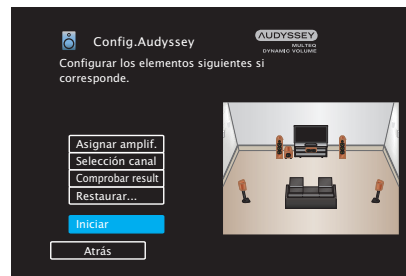 Config.Audyssey
AUDYSSEY
MULTEQ
DYNAMIC VOLUME
Configurar los elementos siguientes si
corresponde.
Asignar amplif.
Selección canal
Comprobar result
Restaurar...
Iniciar
Atrás